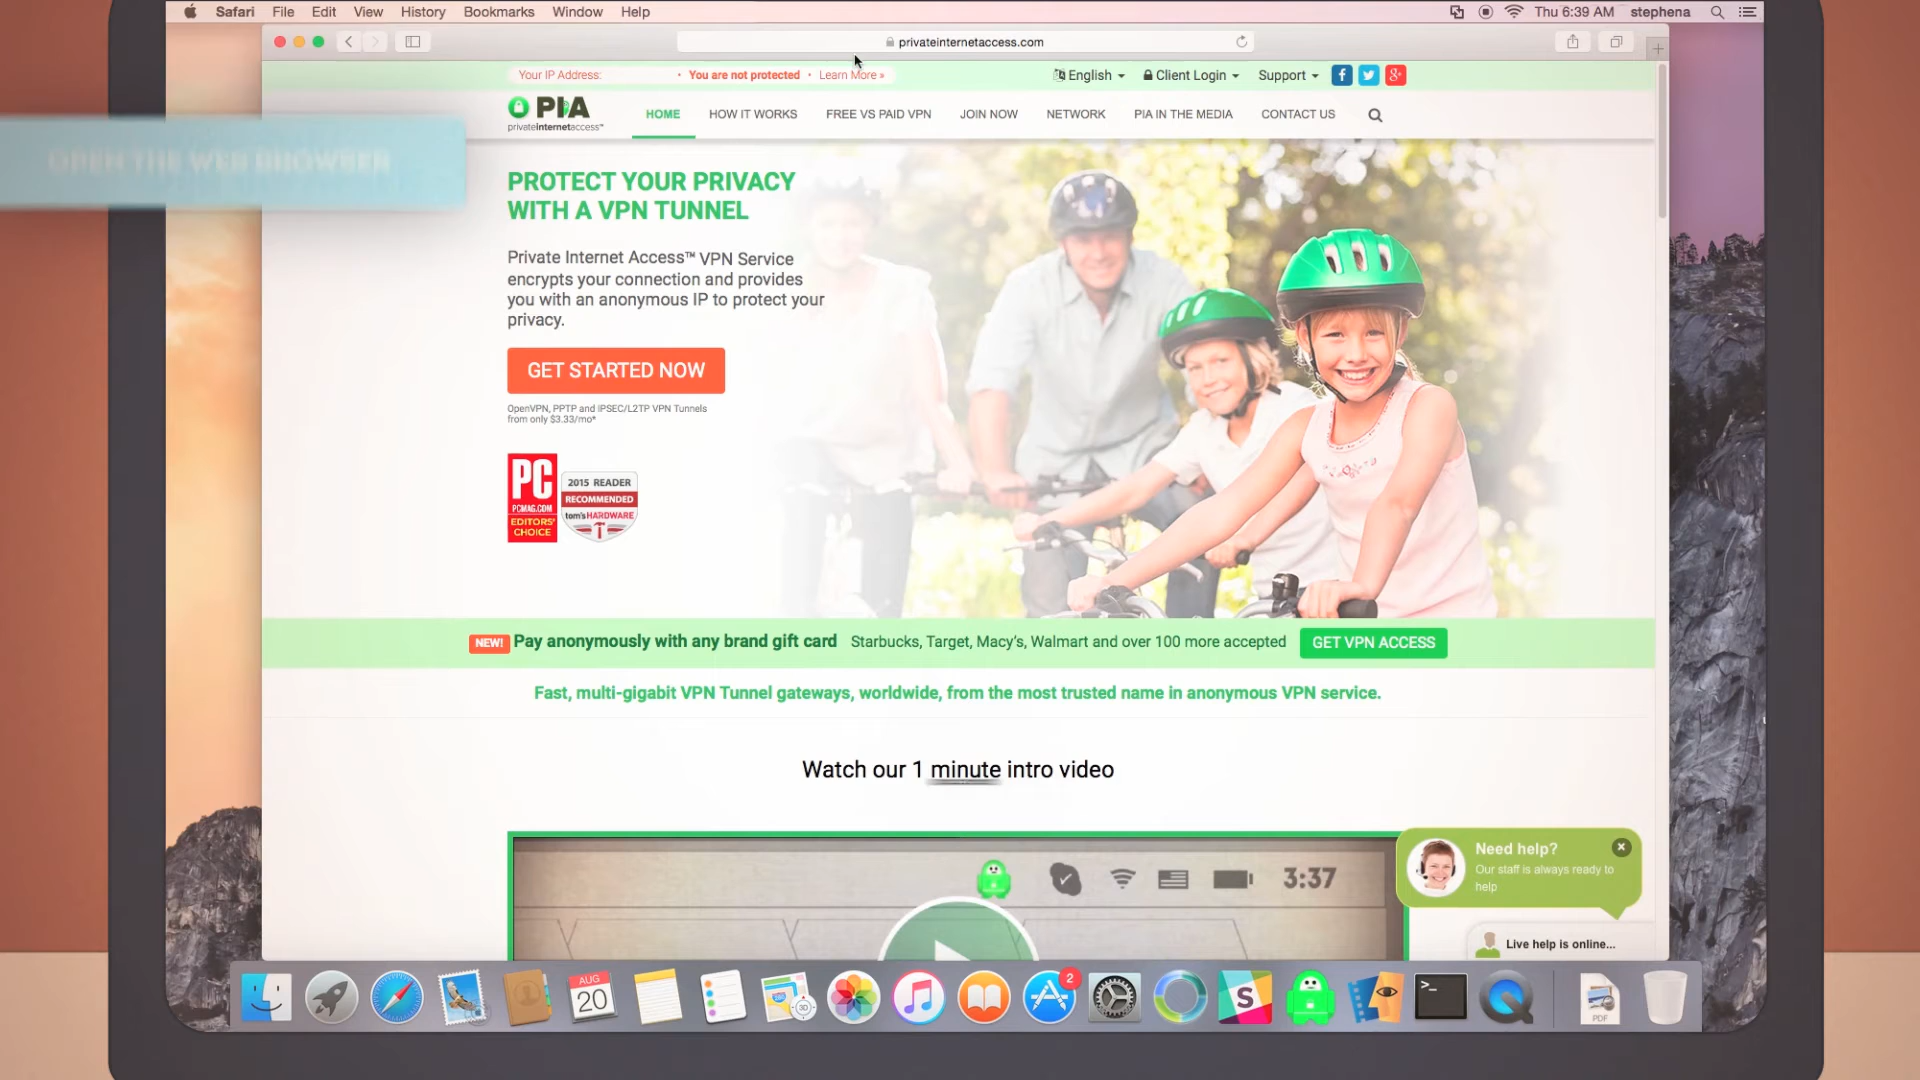 Safari File Edit View History Bookmarks Window Help
Thu 6:39 AM stephena
privateinternetaccess.com
Your IP Address: • You are not protected • Learn More »
English Client Login Support
PIA
privateinternetaccess™
HOME HOW IT WORKS FREE VS PAID VPN JOIN NOW NETWORK PIA IN THE MEDIA CONTACT US
OPEN THE WEB BROWSER
PROTECT YOUR PRIVACY
WITH A VPN TUNNEL
Private Internet Access™ VPN Service
encrypts your connection and provides
you with an anonymous IP to protect your
privacy.
GET STARTED NOW
OpenVPN, PPTP and IPSEC/L2TP VPN Tunnels
from only $3.33/mo*
PC
PCMAG.COM
EDITORS'
CHOICE
2015 READER
RECOMMENDED
tom's HARDWARE
NEW! Pay anonymously with any brand gift card Starbucks, Target, Macy's, Walmart and over 100 more accepted GET VPN ACCESS
Fast, multi-gigabit VPN Tunnel gateways, worldwide, from the most trusted name in anonymous VPN service.
Watch our 1 minute intro video
3:37
Need help?
Our staff is always ready to
help
Live help is online...
AUG
20
3D
2
S
>_
PDF